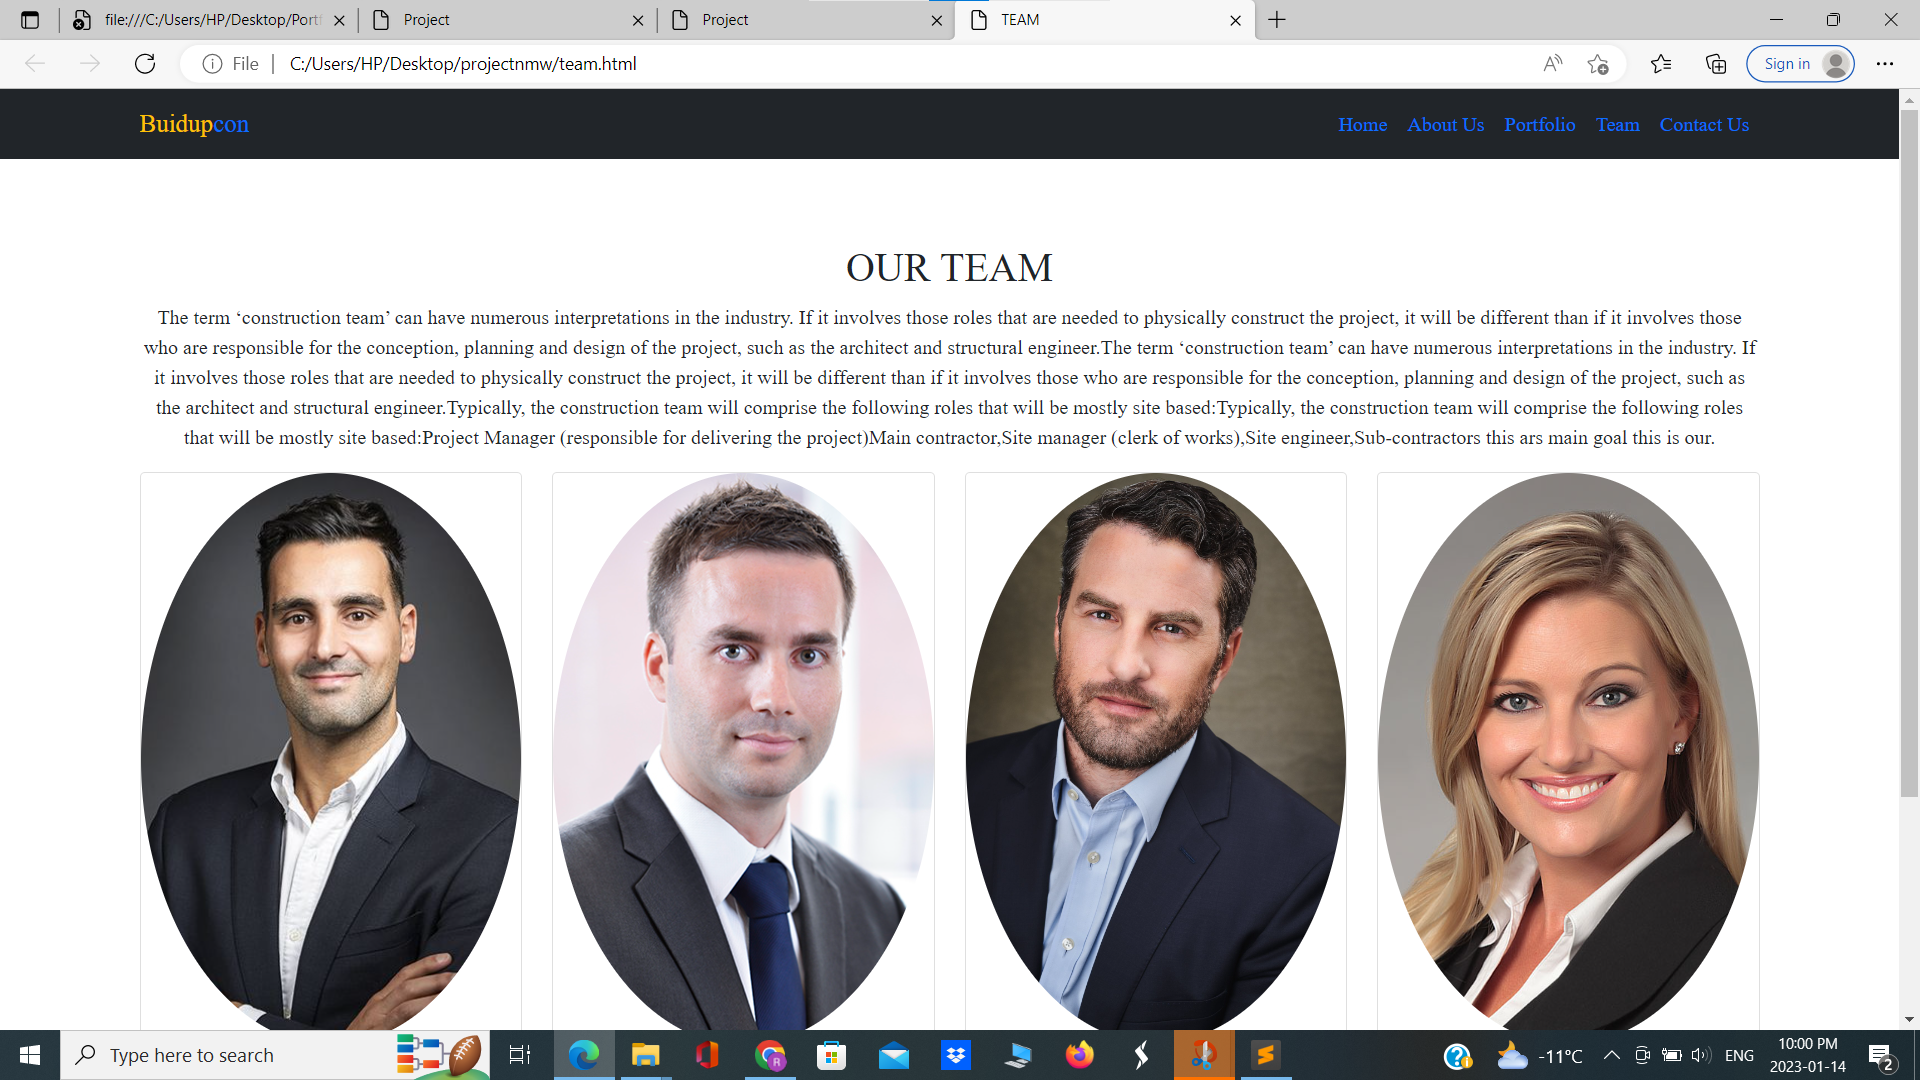 file:///C:/Users/HP/Desktop/Portf
Project
Project
TEAM
File
C:/Users/HP/Desktop/projectnmw/team.html
Sign in
Buidupcon
Home About Us Portfolio Team Contact Us
OUR TEAM
The term ‘construction team’ can have numerous interpretations in the industry. If it involves those roles that are needed to physically construct the project, it will be different than if it involves those
who are responsible for the conception, planning and design of the project, such as the architect and structural engineer.The term ‘construction team’ can have numerous interpretations in the industry. If
it involves those roles that are needed to physically construct the project, it will be different than if it involves those who are responsible for the conception, planning and design of the project, such as
the architect and structural engineer.Typically, the construction team will comprise the following roles that will be mostly site based:Typically, the construction team will comprise the following roles
that will be mostly site based:Project Manager (responsible for delivering the project)Main contractor,Site manager (clerk of works),Site engineer,Sub-contractors this ars main goal this is our.
Type here to search
R
-11°C
ENG
10:00 PM
2023-01-14
2